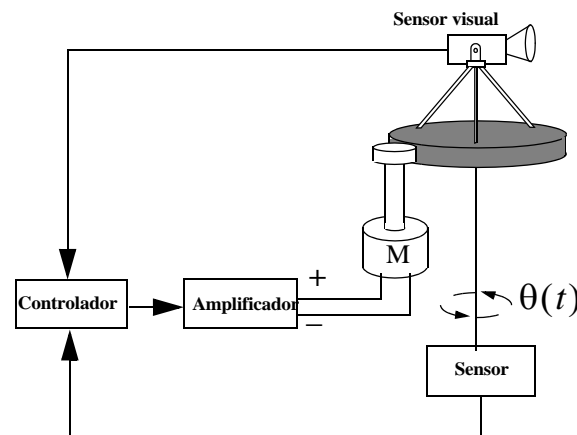 Sensor visual
M
+
Controlador
Amplificador
−
θ(t)
Sensor